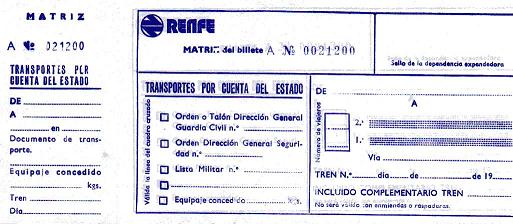 MATRIZ
A Nº 021200
TRANSPORTES POR
CUENTA DEL ESTADO
DE
A
en
Documento de trans-
porte.
Equipaje concedido
kgs.
Tren
Día
RENFE
MATRIZ del billete A Nº 0021200
Sello de la dependencia expendedora
TRANSPORTES POR CUENTA DEL ESTADO
Válida la línea del cuadro cruzado
Orden o Talón Dirección General
Guardia Civil n.º
Orden Dirección General Seguri-
dad n.º
Lista Militar n.º
Equipaje concedido kgs.
DE
A
Número de viajeros
2.ª
1.ª
Vía
TREN N.º día de de 19
INCLUIDO COMPLEMENTARIO TREN
No será válido con enmiendas o raspaduras.